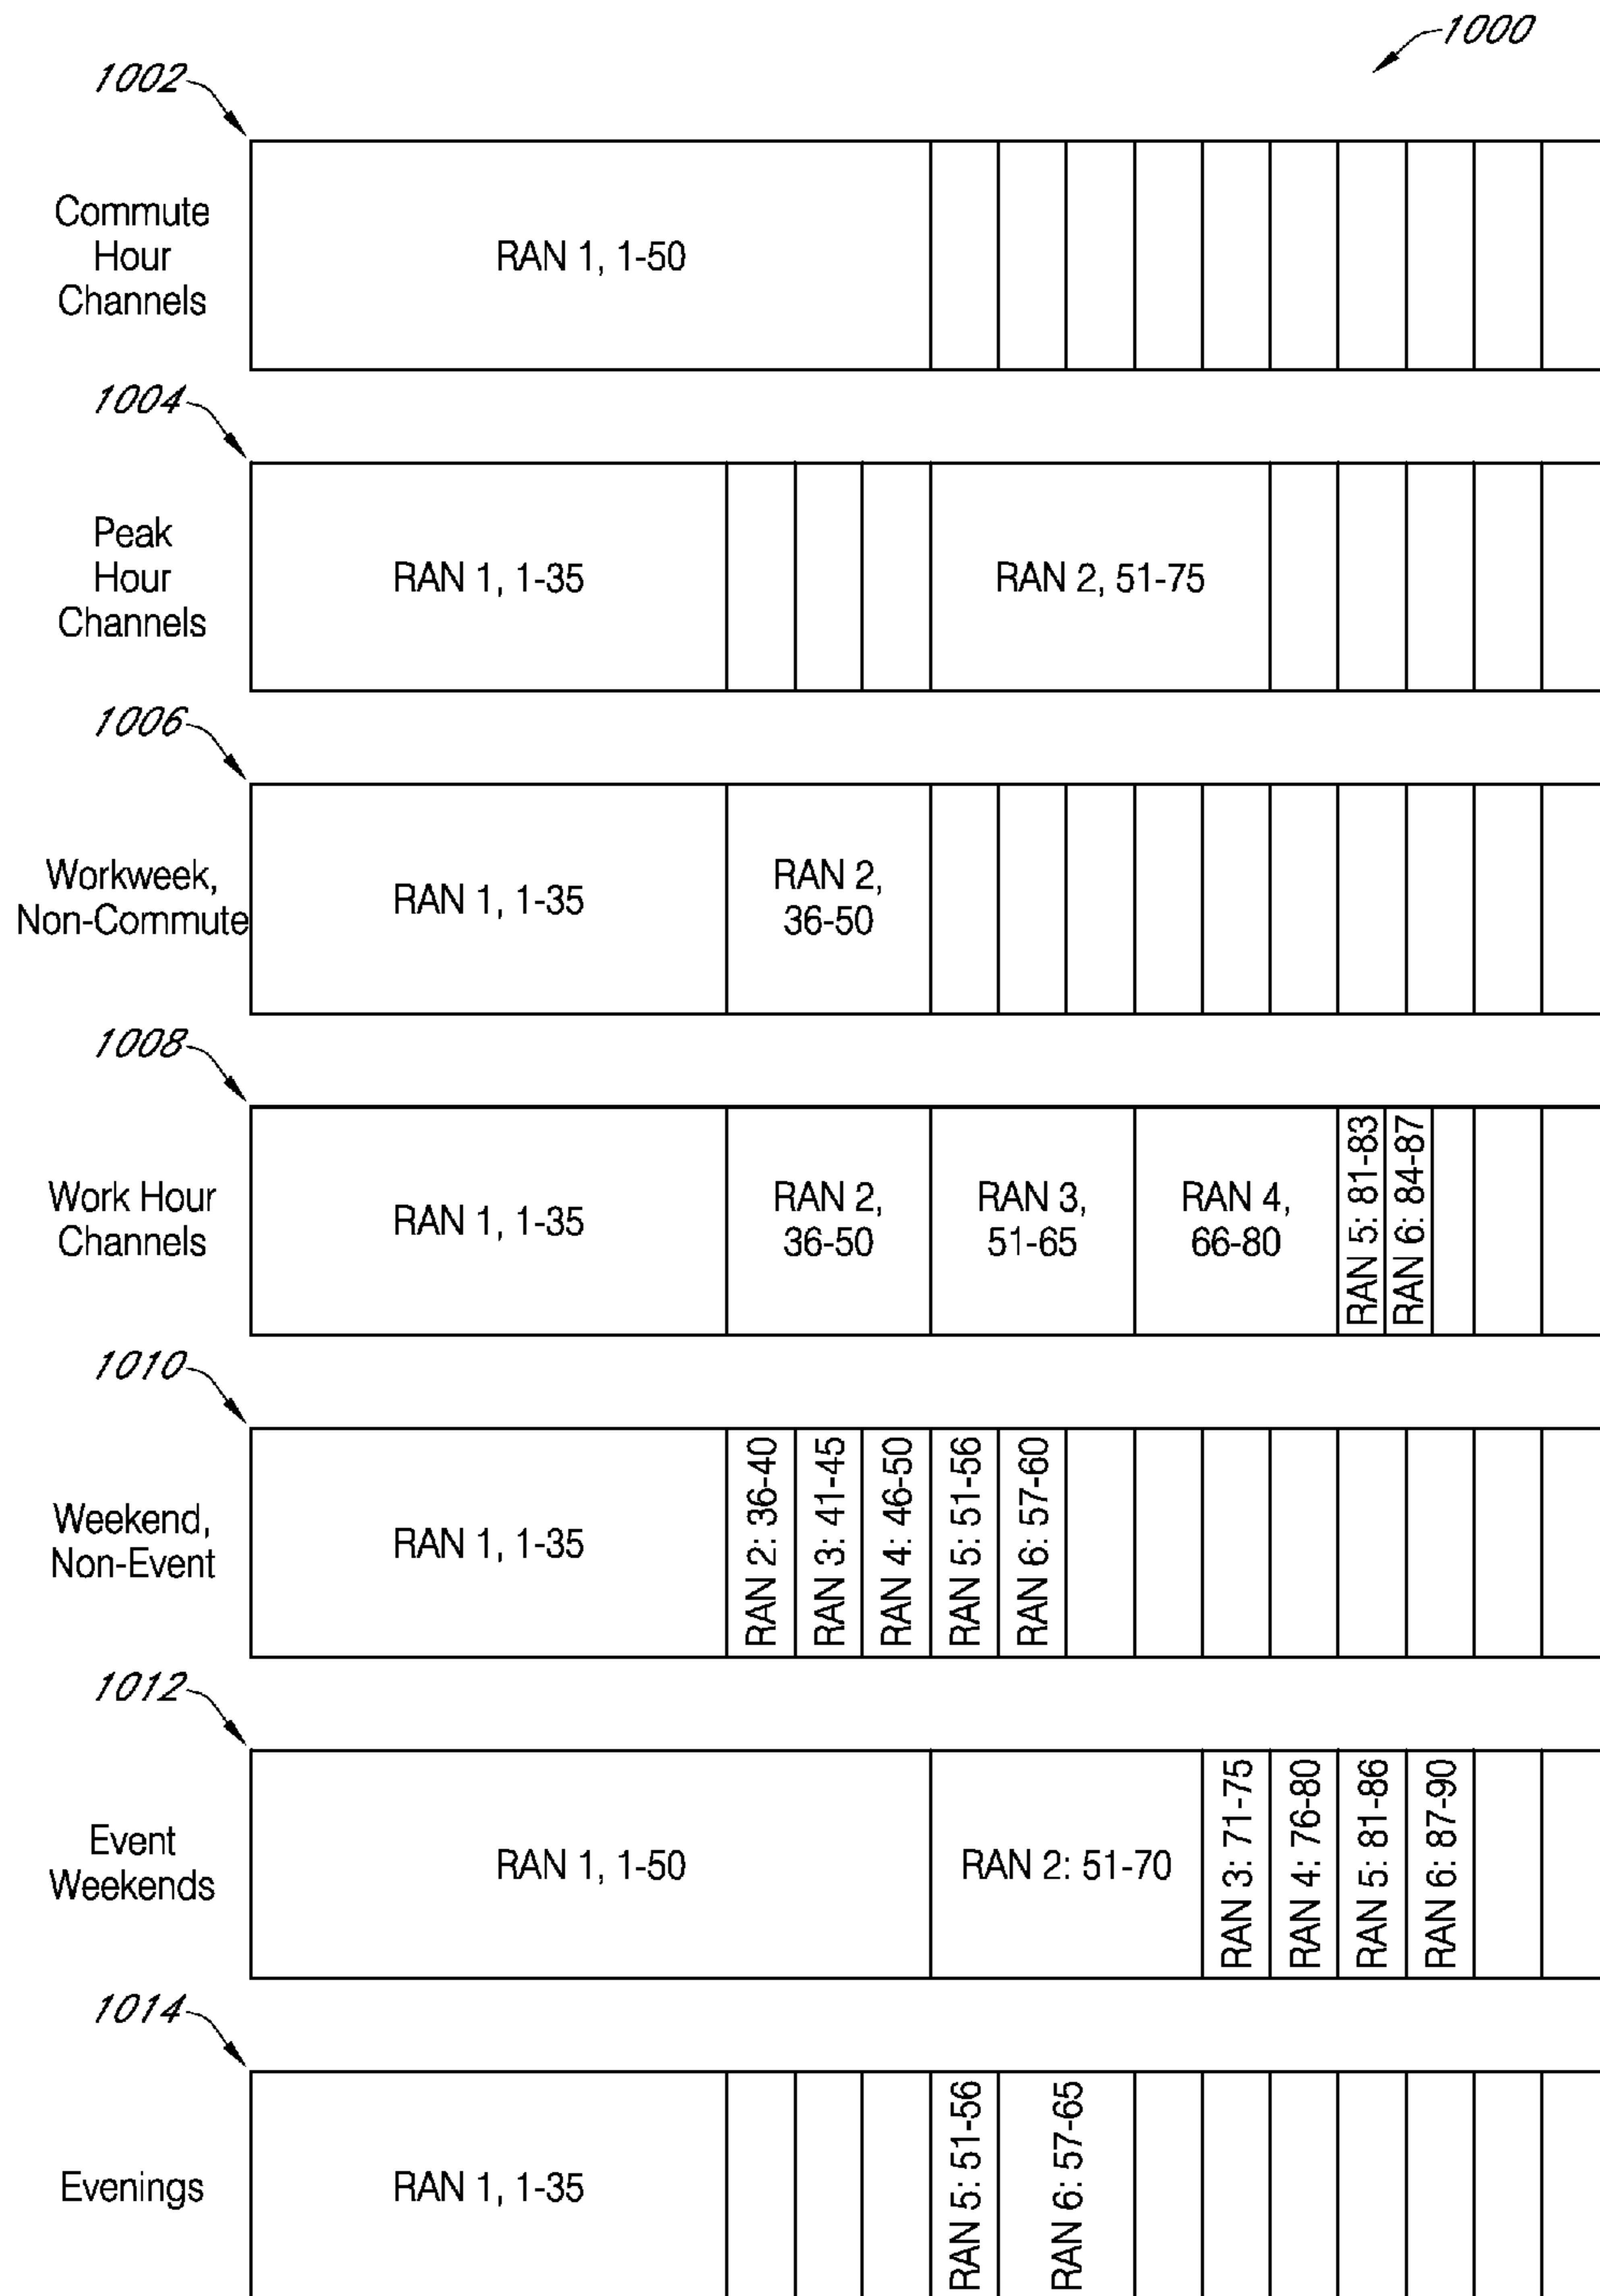 1000
1002
Commute
Hour
Channels
RAN 1, 1-50
1004
Peak
Hour
Channels
RAN 1, 1-35
RAN 2, 51-75
1006
Workweek,
Non-Commute
RAN 1, 1-35
RAN 2,
36-50
1008
Work Hour
Channels
RAN 1, 1-35
RAN 2,
36-50
RAN 3,
51-65
RAN 4,
66-80
RAN 5: 81-83
RAN 6: 84-87
1010
Weekend,
Non-Event
RAN 1, 1-35
RAN 2: 36-40
RAN 3: 41-45
RAN 4: 46-50
RAN 5: 51-56
RAN 6: 57-60
1012
Event
Weekends
RAN 1, 1-50
RAN 2: 51-70
RAN 3: 71-75
RAN 4: 76-80
RAN 5: 81-86
RAN 6: 87-90
1014
Evenings
RAN 1, 1-35
RAN 5: 51-56
RAN 6: 57-65